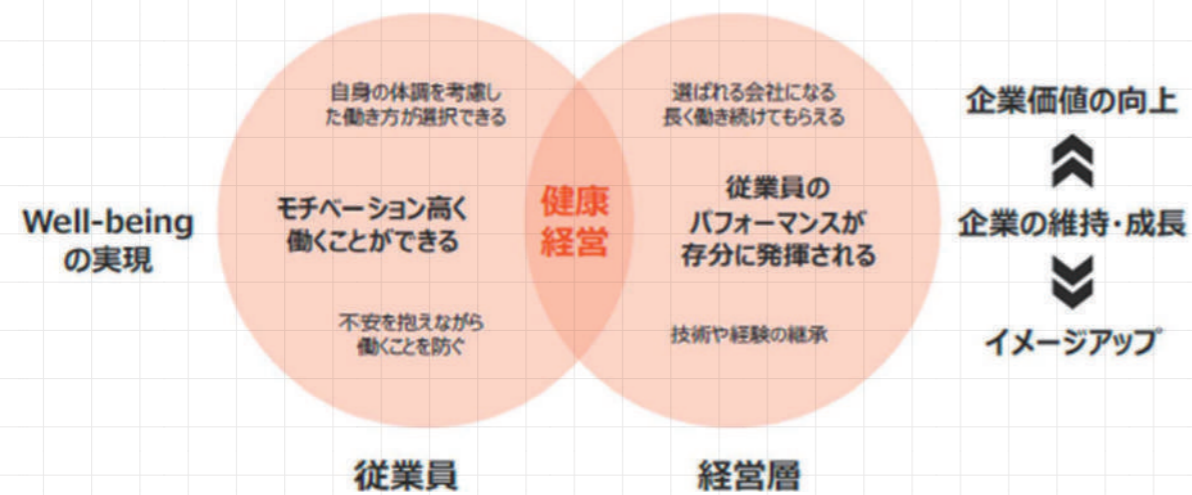 Well-being
の実現
自身の体調を考慮し
た働き方が選択できる
モチベーション高く
働くことができる
不安を抱えながら
働くことを防ぐ
従業員
健康
経営
選ばれる会社になる
長く働き続けてもらえる
従業員の
パフォーマンスが
存分に発揮される
技術や経験の継承
経営層
企業価値の向上
企業の維持・成長
イメージアップ